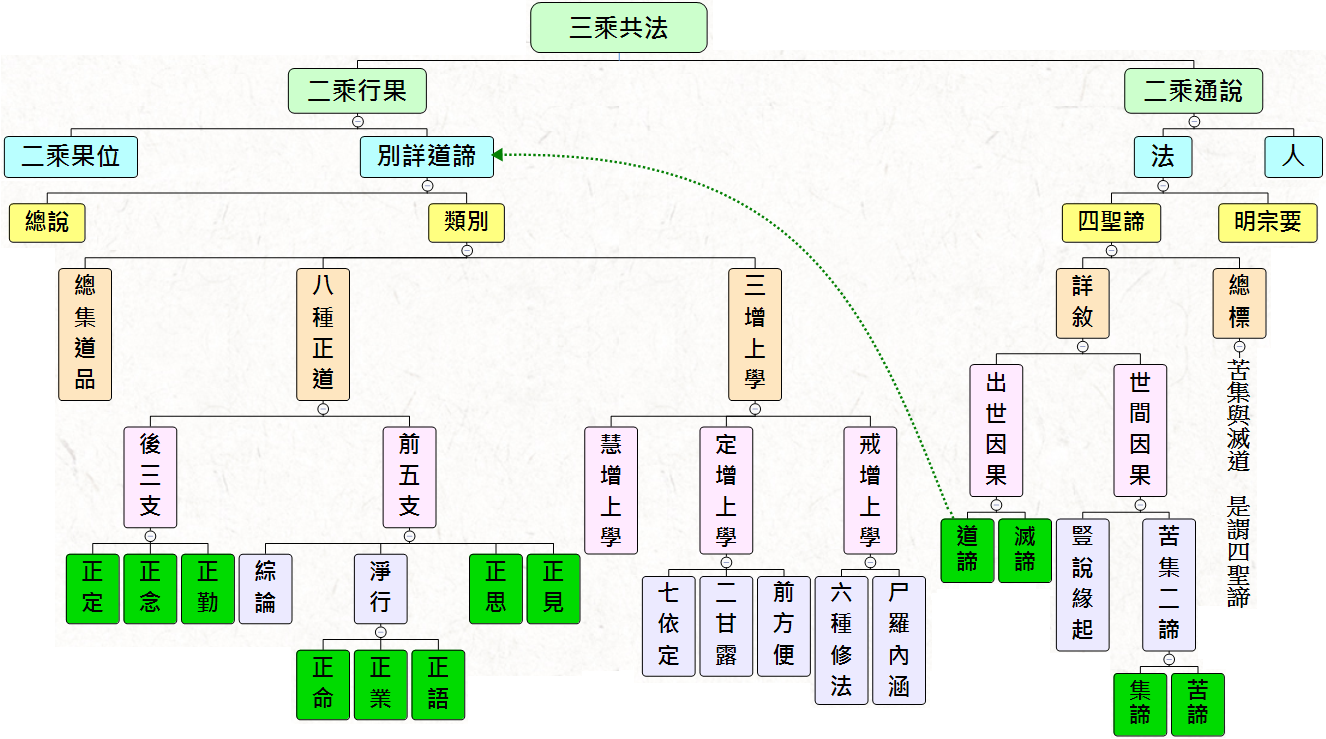 三乘共法
二乘行果
二乘通說
二乘果位
別詳道諦
法
人
總說
類別
四聖諦
明宗要
總集道品
八種正道
三增上學
詳敘
總標
後三支
前五支
慧增上學
定增上學
戒增上學
出世因果
世間因果
苦集與滅道 是謂四聖諦
正定
正念
正勤
綜論
淨行
正思
正見
七依定
二甘露
前方便
六種修法
尸羅內涵
道諦
滅諦
豎說緣起
苦集二諦
正命
正業
正語
集諦
苦諦